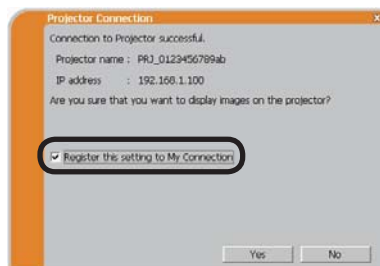 Projector Connection
x
Connection to Projector successful.
Projector name : PRJ_0123456789ab
IP address : 192.168.1.100
Are you sure that you want to display images on the projector?
Register this setting to My Connection
Yes No